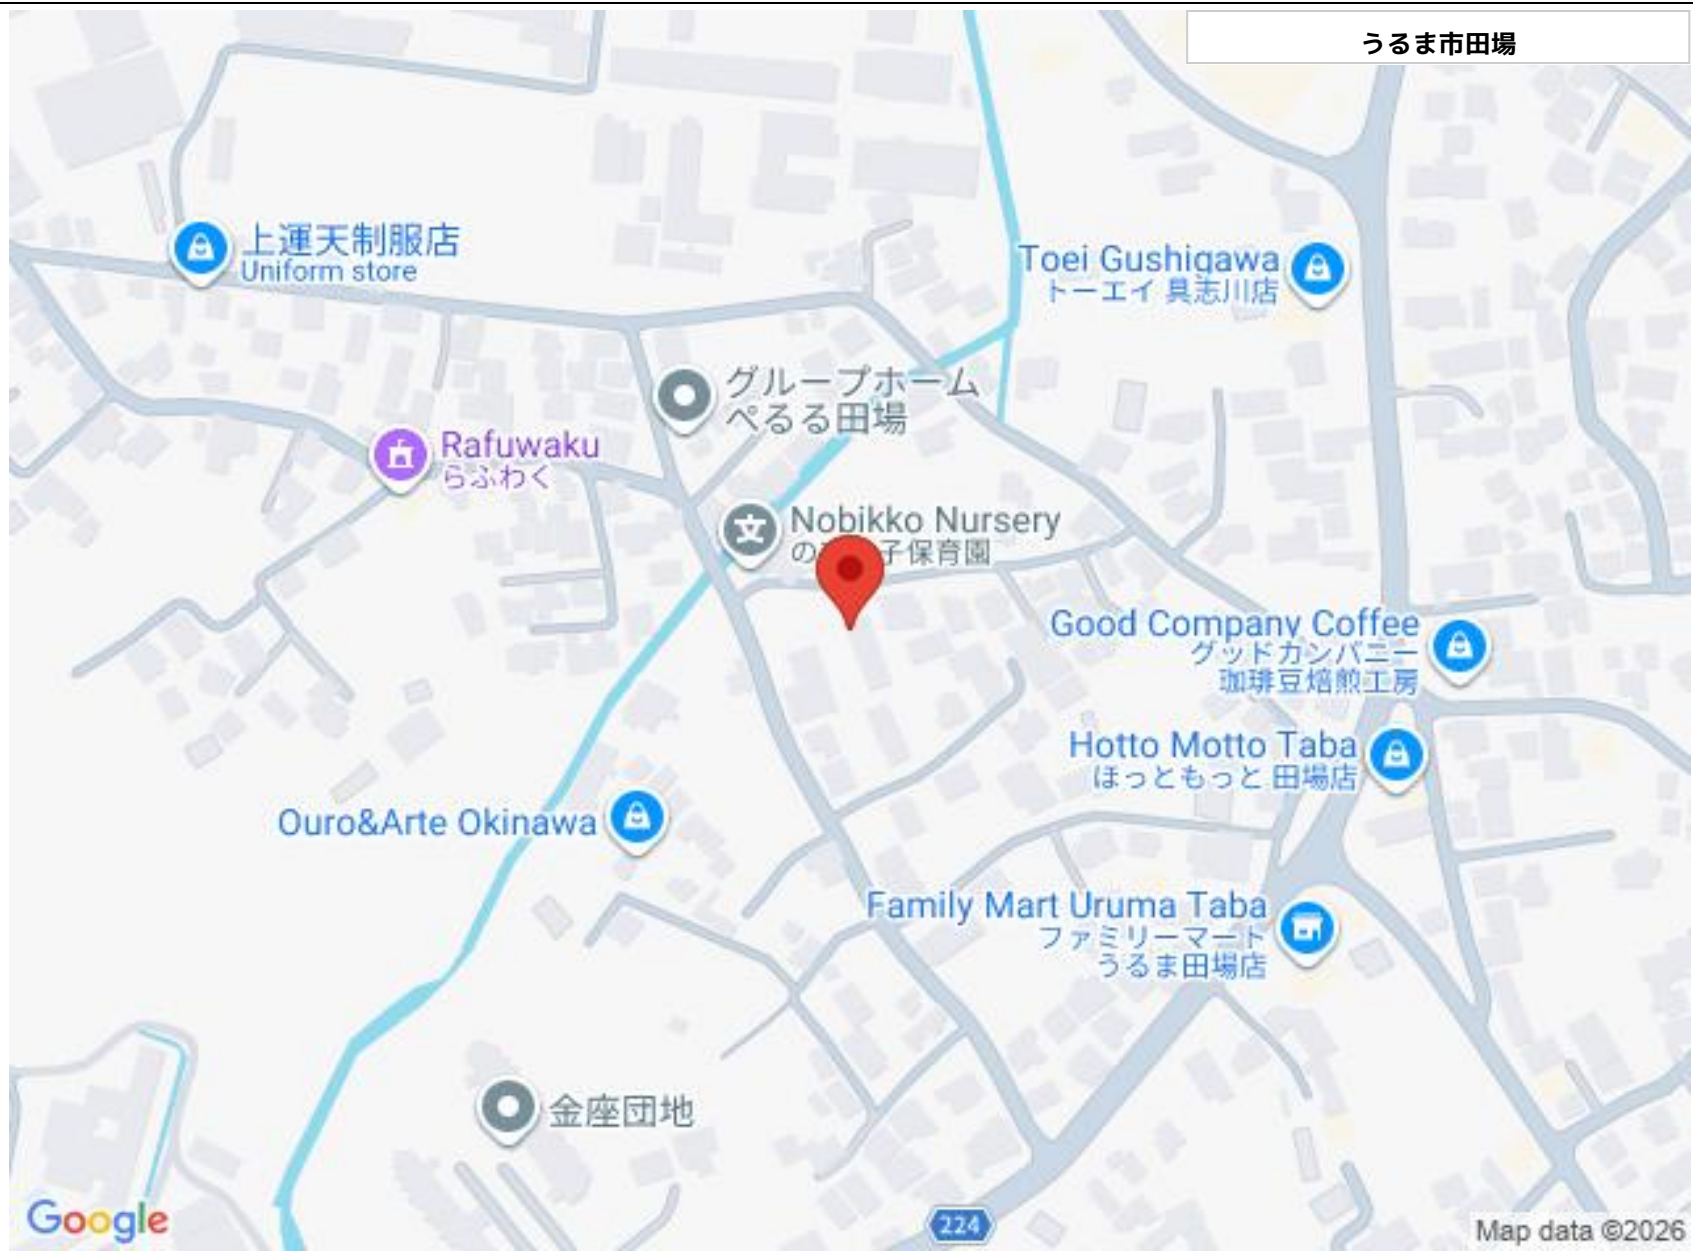 うるま市田場
上運天制服店
Uniform store
Toei Gushigawa
トーエイ 具志川店
グループホーム
ぺるる田場
Rafuwaku
らふわく
Nobikko Nursery
の 子保育園
Good Company Coffee
グッドカンパニー
珈琲豆焙煎工房
Hotto Motto Taba
ほっともっと 田場店
Ouro&Arte Okinawa
Family Mart Uruma Taba
ファミリーマート
うるま田場店
金座団地
224
Google
Map data ©2026